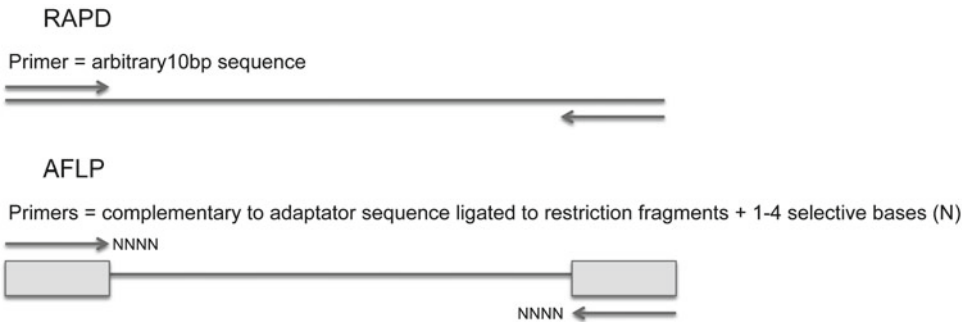 RAPD
Primer = arbitrary10bp sequence
AFLP
Primers = complementary to adaptator sequence ligated to restriction fragments + 1-4 selective bases (N)
NNNN
NNNN